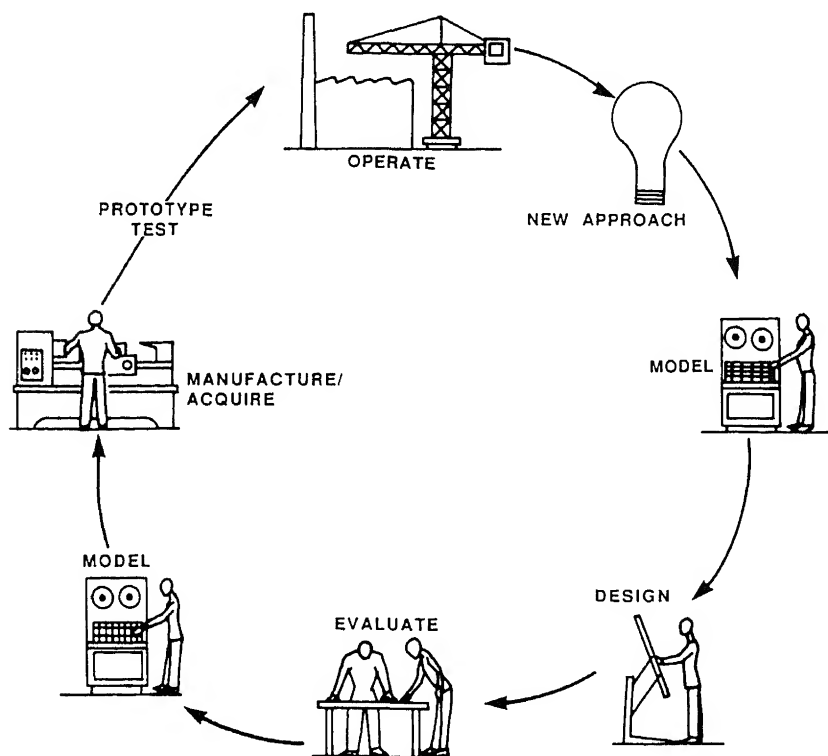 OPERATE
NEW APPROACH
MODEL
DESIGN
EVALUATE
MODEL
MANUFACTURE/
ACQUIRE
PROTOTYPE
TEST